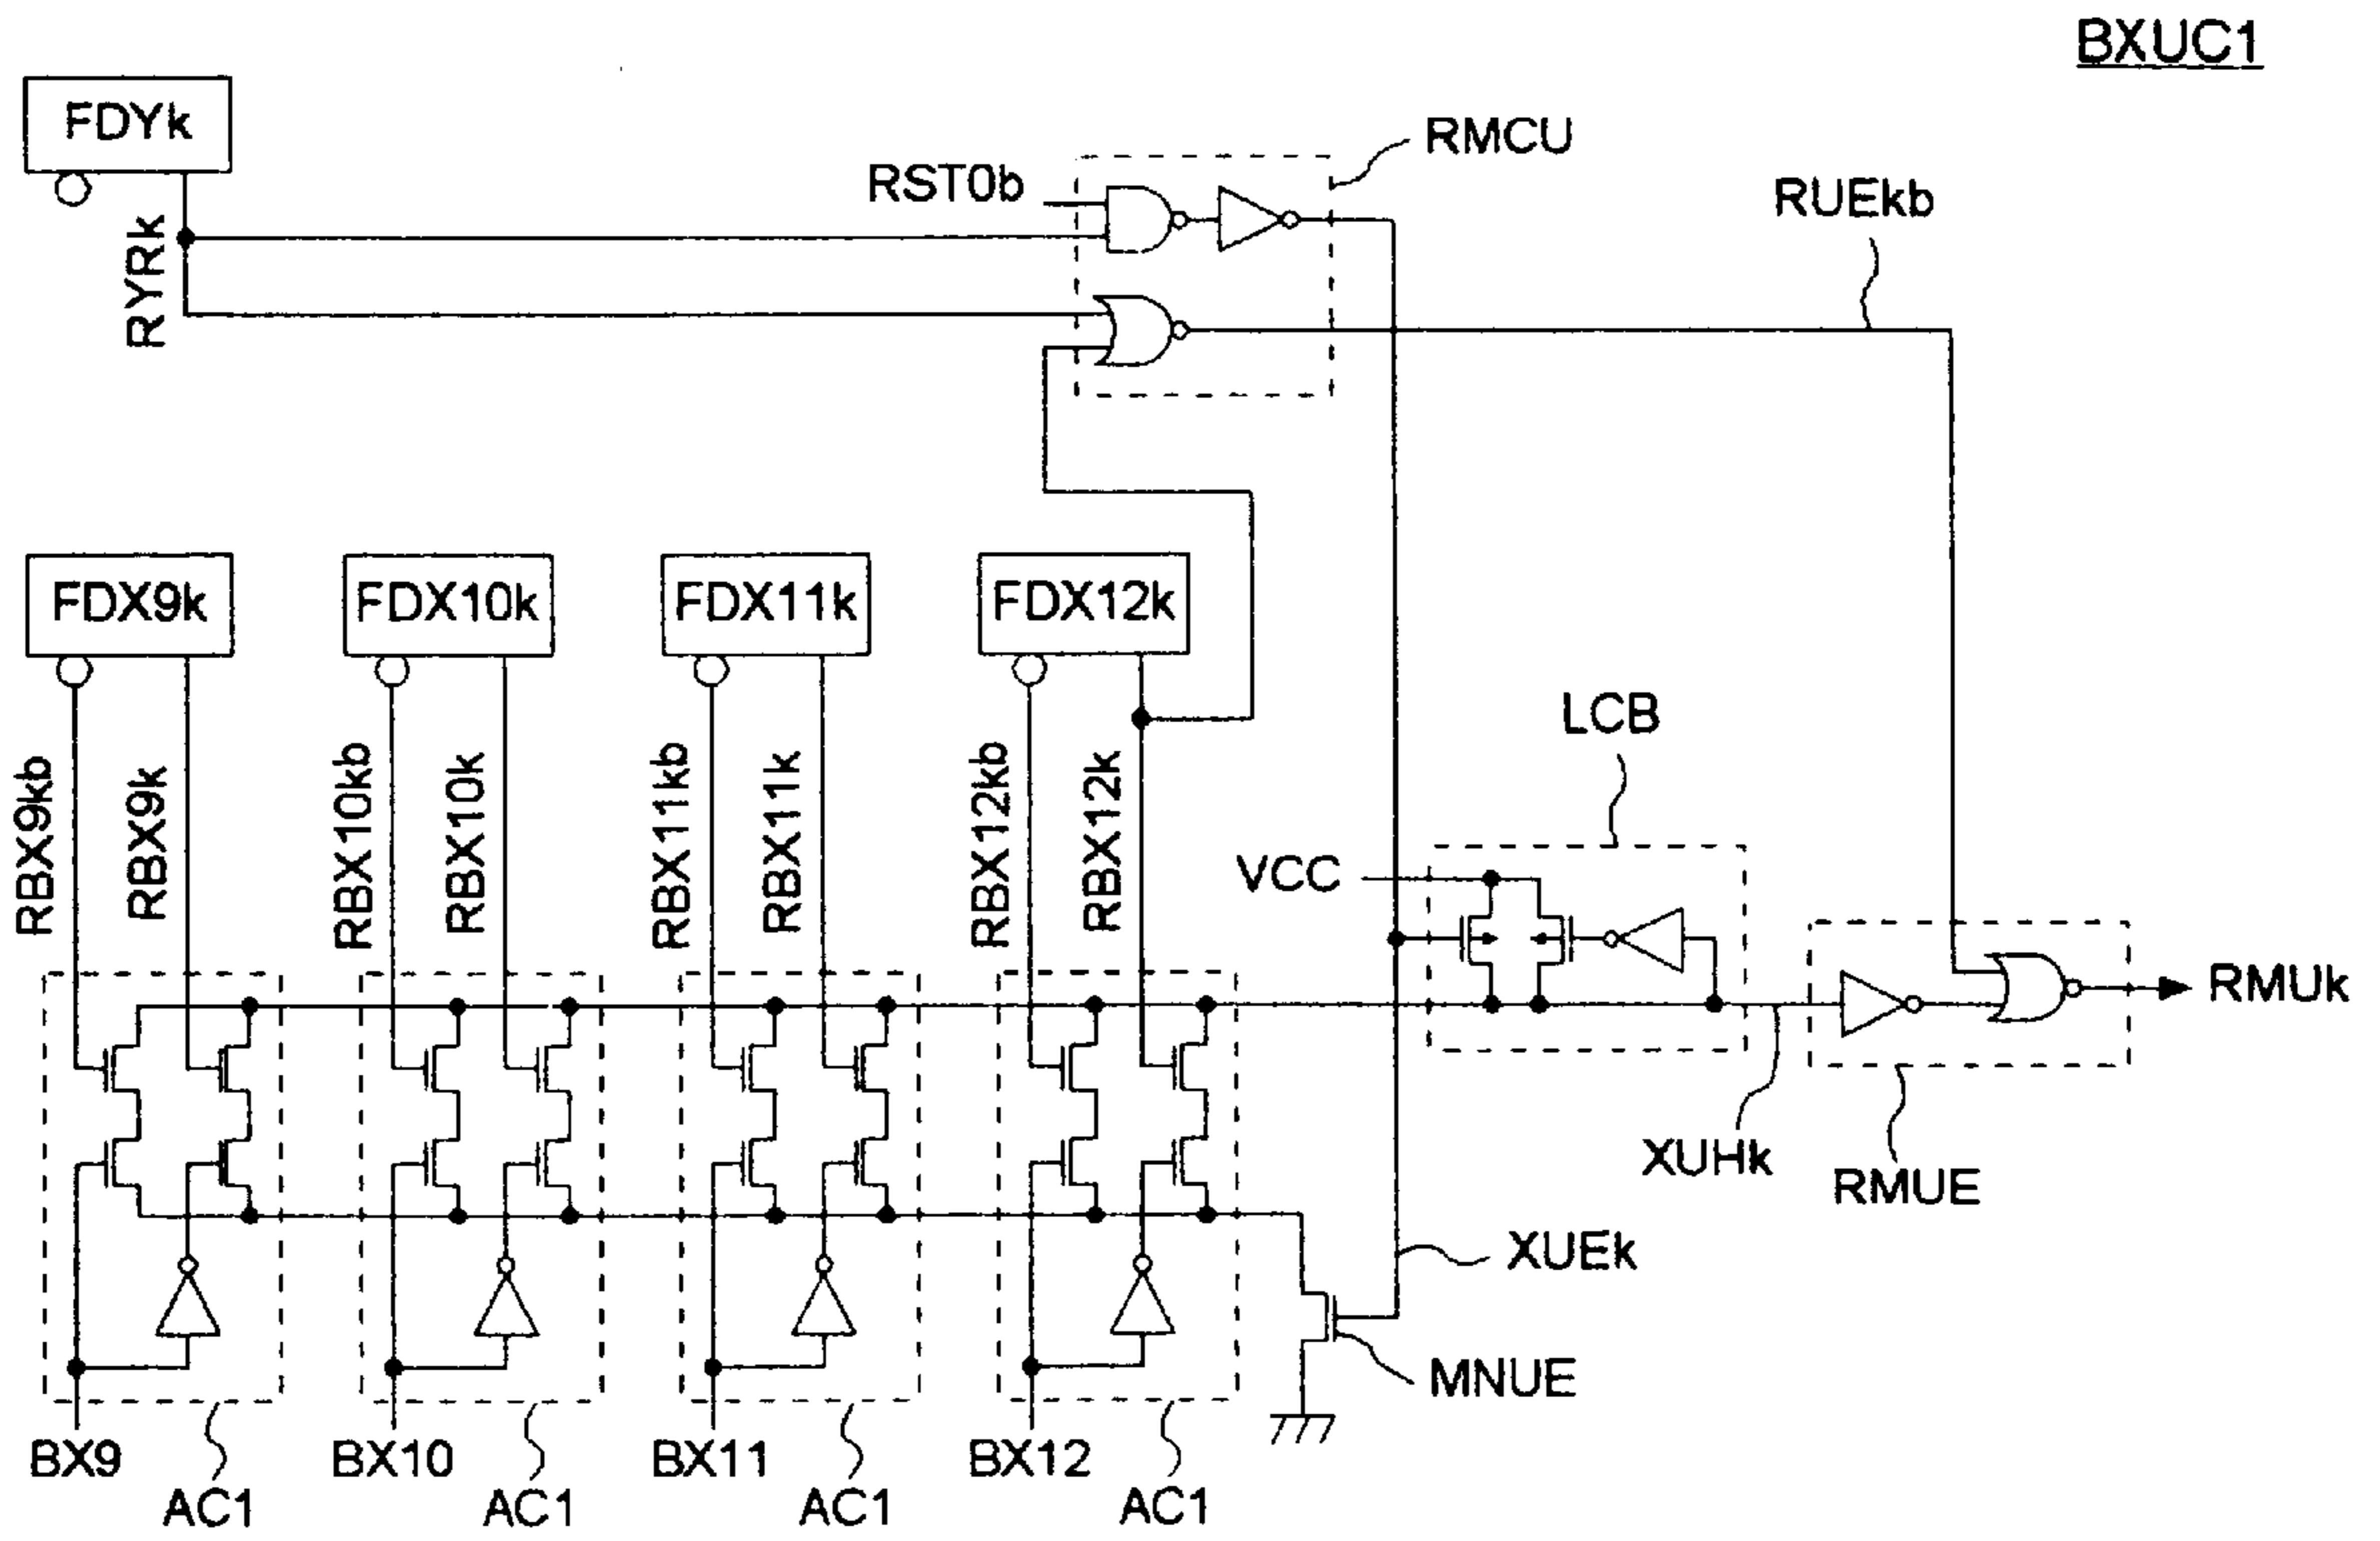 BXUC1
FDYk
RMCU
RST0b
RUEkb
RYRk
FDX9k
FDX10k
FDX11k
FDX12k
LCB
RBX9kb
RBX9k
RBX10kb
RBX10k
RBX11kb
RBX11k
RBX12kb
RBX12k
VCC
RMUk
XUHk
RMUE
XUEk
MNUE
BX9
BX10
BX11
BX12
AC1
AC1
AC1
AC1